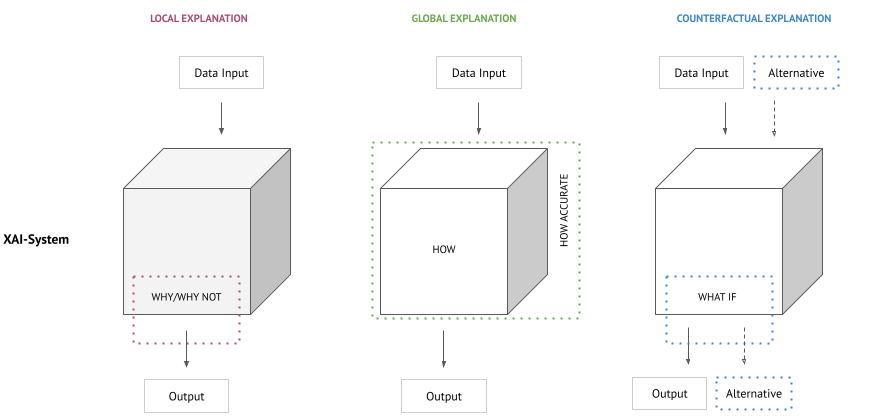 LOCAL EXPLANATION
GLOBAL EXPLANATION
COUNTERFACTUAL EXPLANATION
Data Input
Data Input
Data Input
Alternative
XAI-System
HOW ACCURATE
HOW
WHY/WHY NOT
WHAT IF
Output
Output
Output
Alternative